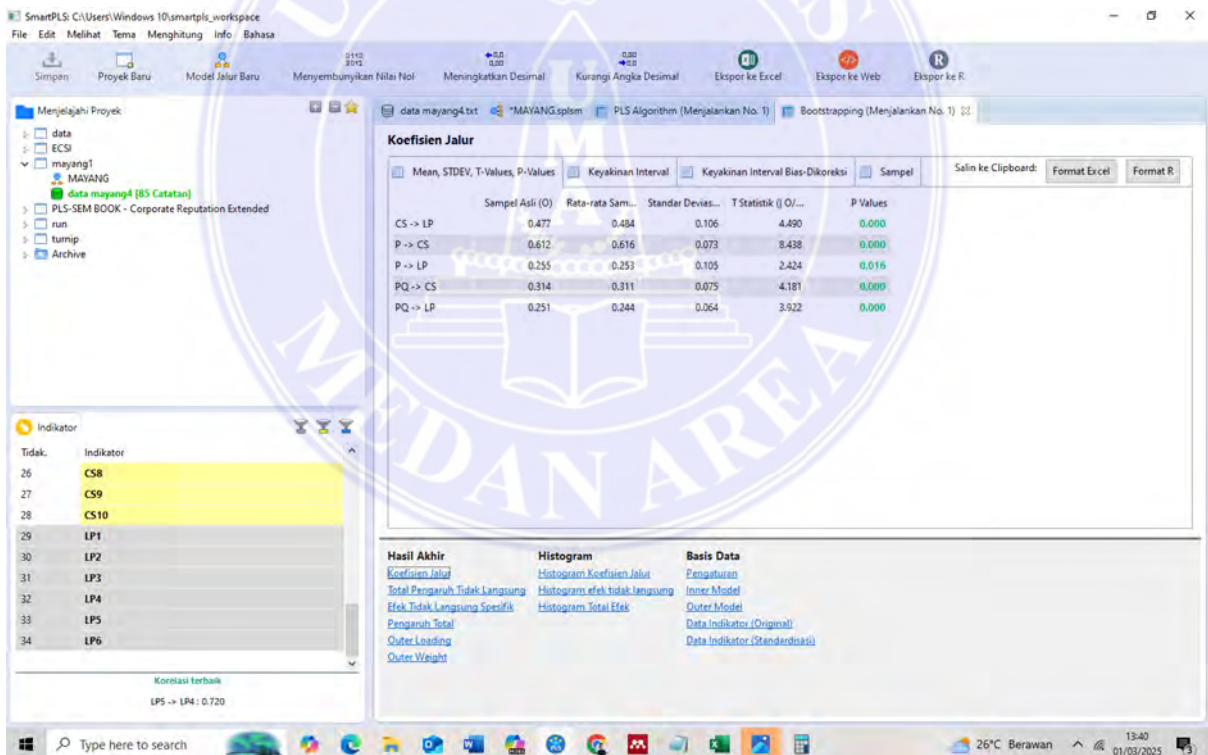 SmartPLS: C:\Users\Windows 10\smartpls_workspace
File Edit Melihat Tema Menghitung Info Bahasa
Simpan Proyek Baru Model Jalur Baru Menyembunyikan Nilai Nol Meningkatkan Desimal Kurangi Angka Desimal Ekspor ke Excel Ekspor ke Web Ekspor ke R
Menjelajahi Proyek
data
ECSI
mayang1
MAYANG
data mayang4 [85 Catatan]
PLS-SEM BOOK - Corporate Reputation Extended
run
turnip
Archive
data mayang4.txt *MAYANG.splsm PLS Algorithm (Menjalankan No. 1) Bootstrapping (Menjalankan No. 1)
Koefisien Jalur
Mean, STDEV, T-Values, P-Values Keyakinan Interval Keyakinan Interval Bias-Dikoreksi Sampel Salin ke Clipboard: Format Excel Format R
Sampel Asli (O) Rata-rata Sam... Standar Devias... T Statistik (| O/... P Values
CS -> LP 0.477 0.484 0.106 4.490 0.000
P -> CS 0.612 0.616 0.073 8.438 0.000
P -> LP 0.255 0.253 0.105 2.424 0.016
PQ -> CS 0.314 0.311 0.075 4.181 0.000
PQ -> LP 0.251 0.244 0.064 3.922 0.000
Indikator
Tidak. Indikator
26 CS8
27 CS9
28 CS10
29 LP1
30 LP2
31 LP3
32 LP4
33 LP5
34 LP6
Korelasi terbaik
LP5 -> LP4 : 0.720
Hasil Akhir Histogram Basis Data
Koefisien Jalur Histogram Koefisien Jalur Pengaturan
Total Pengaruh Tidak Langsung Histogram efek tidak langsung Inner Model
Efek Tidak Langsung Spesifik Histogram Total Efek Outer Model
Pengaruh Total Data Indikator (Original)
Outer Loading Data Indikator (Standardisasi)
Outer Weight
MEDAN AREA
Type here to search
26°C Berawan 13:40
01/03/2025